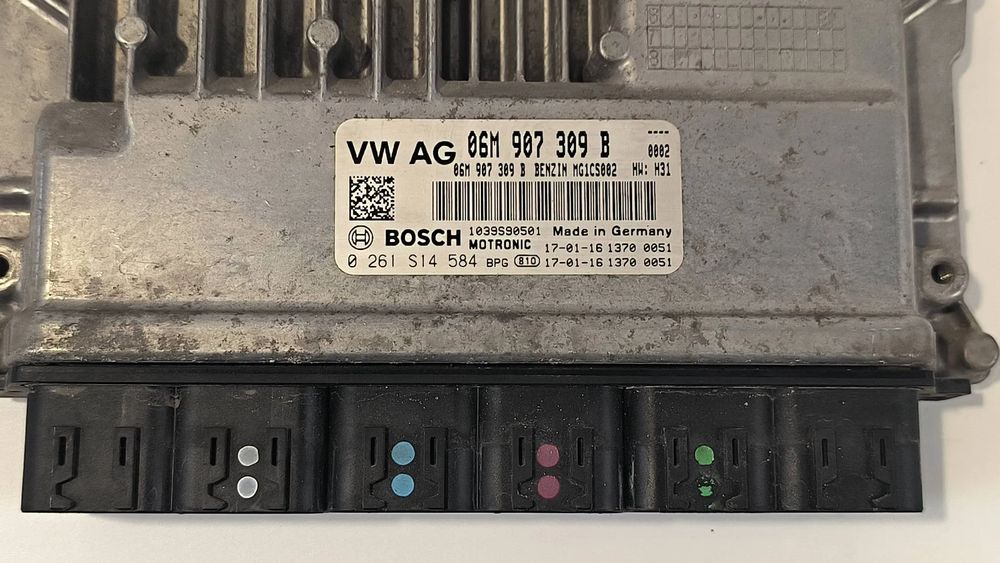 VW AG 06M 907 309 B ----
0002
06M 907 309 B BENZIN MG1CS002 HW: H31
BOSCH 1039S90501 Made in Germany
MOTRONIC 17-01-16 1370 0051
0 261 S14 584 BPG B1D 17-01-16 1370 0051